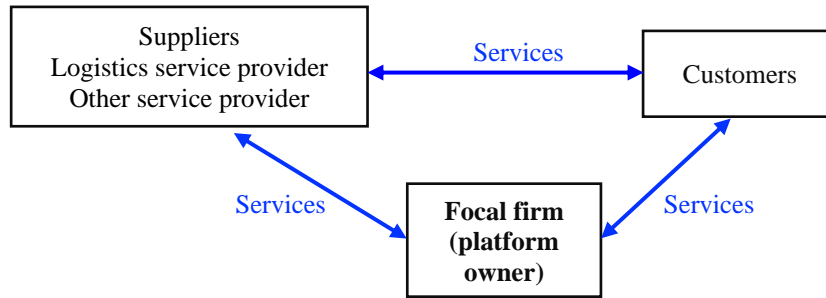 Suppliers
Logistics service provider
Other service provider
Services
Customers
Services
Focal firm
(platform
owner)
Services